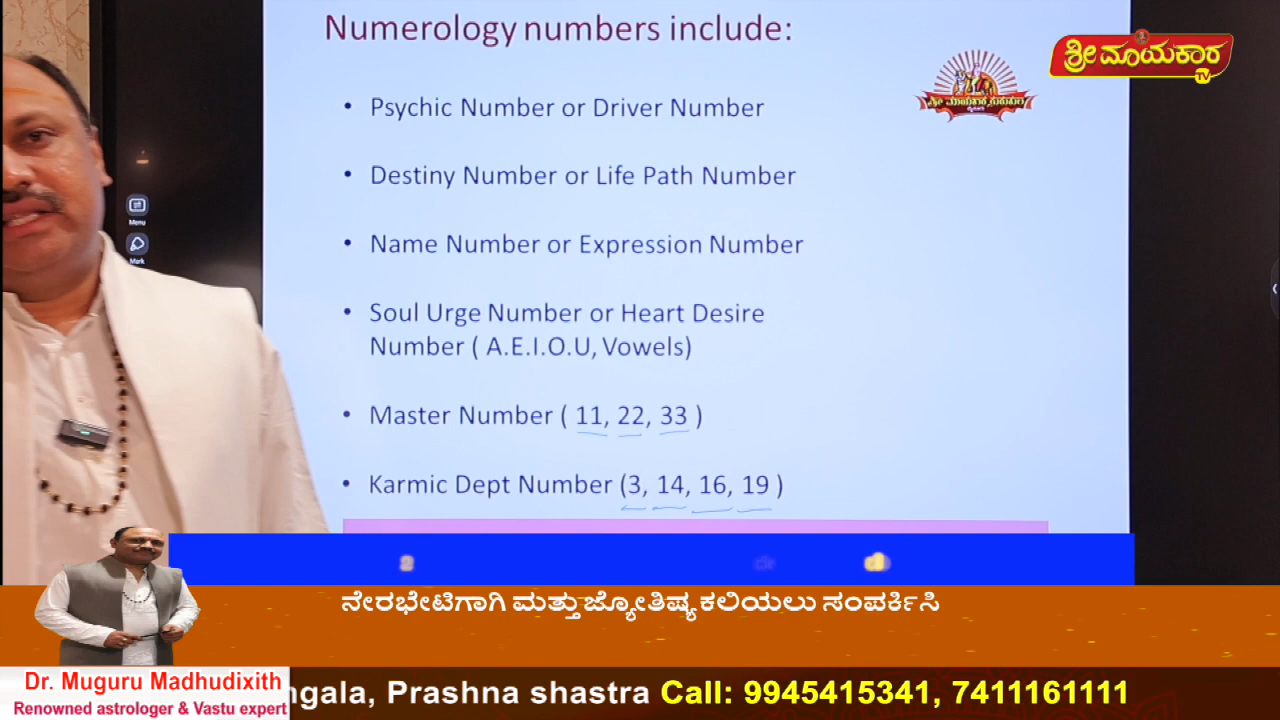 Numerology numbers include:
ಶ್ರೀ ಮಾಯಕಾರ
TV
• Psychic Number or Driver Number
• Destiny Number or Life Path Number
• Name Number or Expression Number
• Soul Urge Number or Heart Desire
Number ( A.E.I.O.U, Vowels)
• Master Number ( 11, 22, 33 )
• Karmic Dept Number (3, 14, 16, 19 )
Menu
Mark
ನೇರಭೇಟಿಗಾಗಿ ಮತ್ತು ಜ್ಯೋತಿಷ್ಯ ಕಲಿಯಲು ಸಂಪರ್ಕಿಸಿ
Dr. Muguru Madhudixith
Renowned astrologer & Vastu expert
ngala, Prashna shastra Call: 9945415341, 7411161111